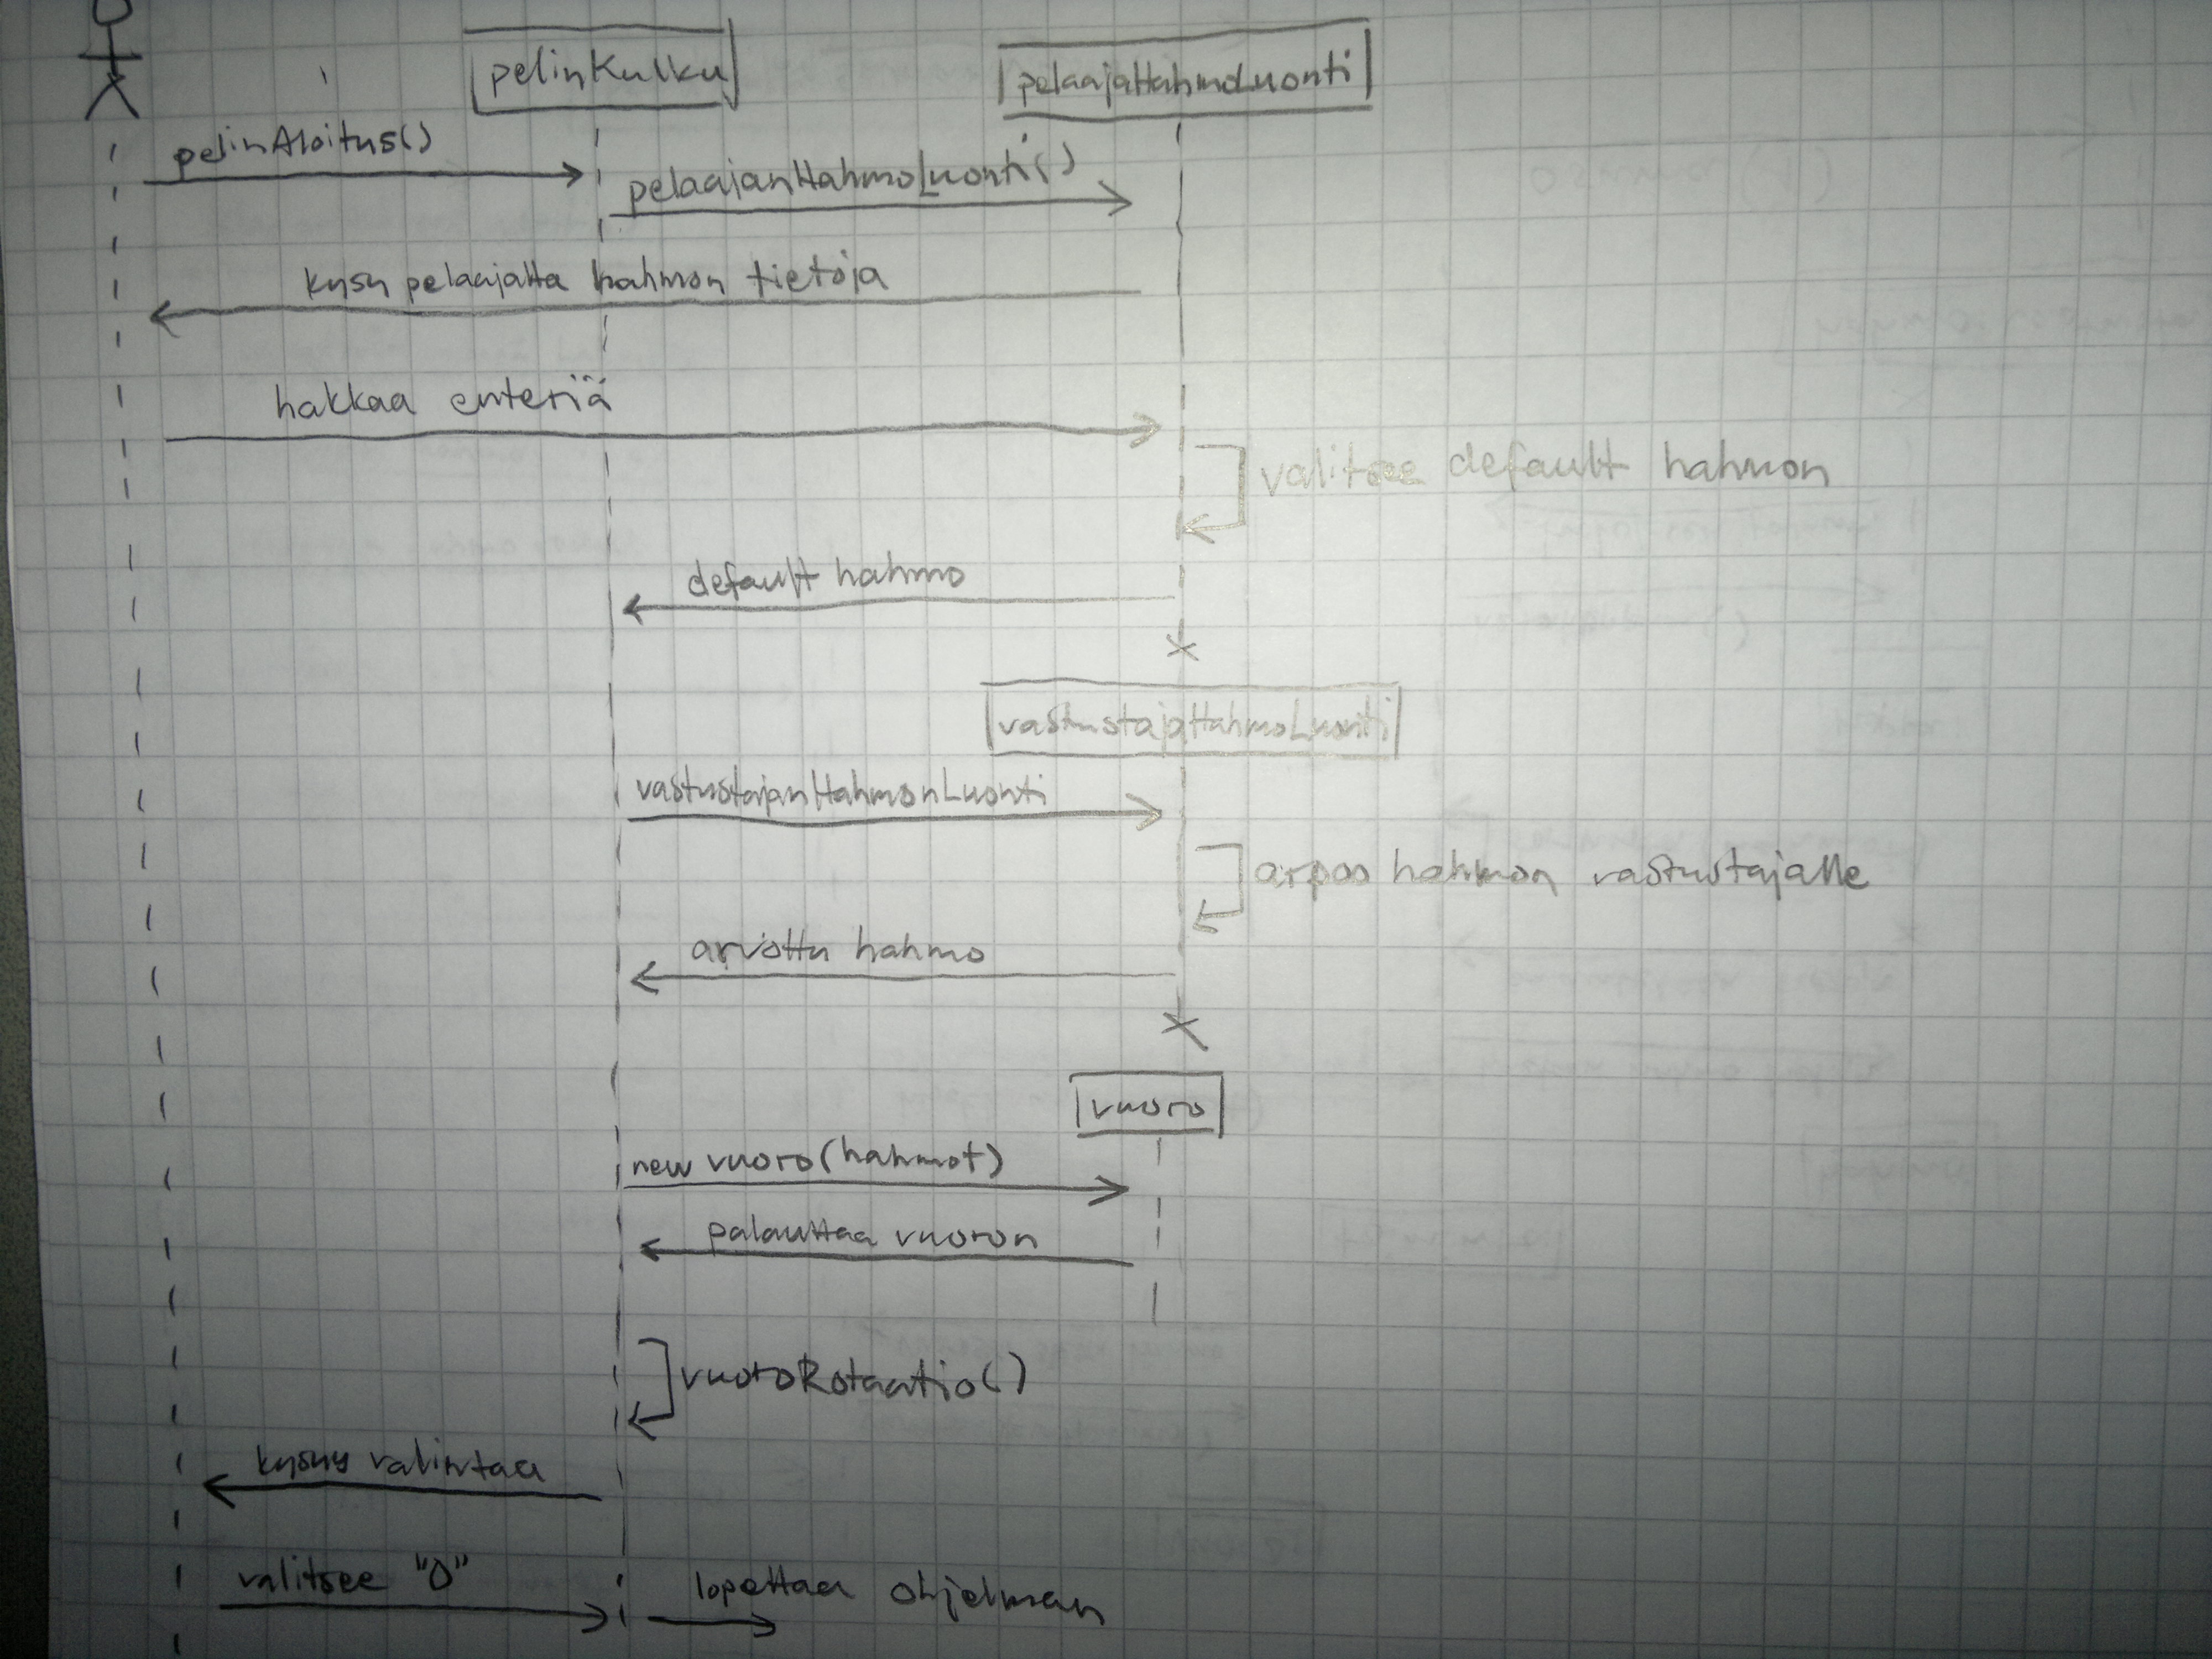 pelinKulku
pelaajaHahmoLuonti
pelinAloitus()
pelaajanHahmoLuonti()
kysy pelaajalta hahmon tietoja
hakkaa enteriä
valitsee default hahmon
default hahmo
vastustajaHahmoLuonti
vastustajanHahmonLuonti
arpoo hahmon vastustajalle
arvottu hahmo
vuoro
new vuoro(hahmot)
palauttaa vuoron
vuoroRotaatio()
kysyy valintaa
valitsee "0"
lopettaa ohjelman